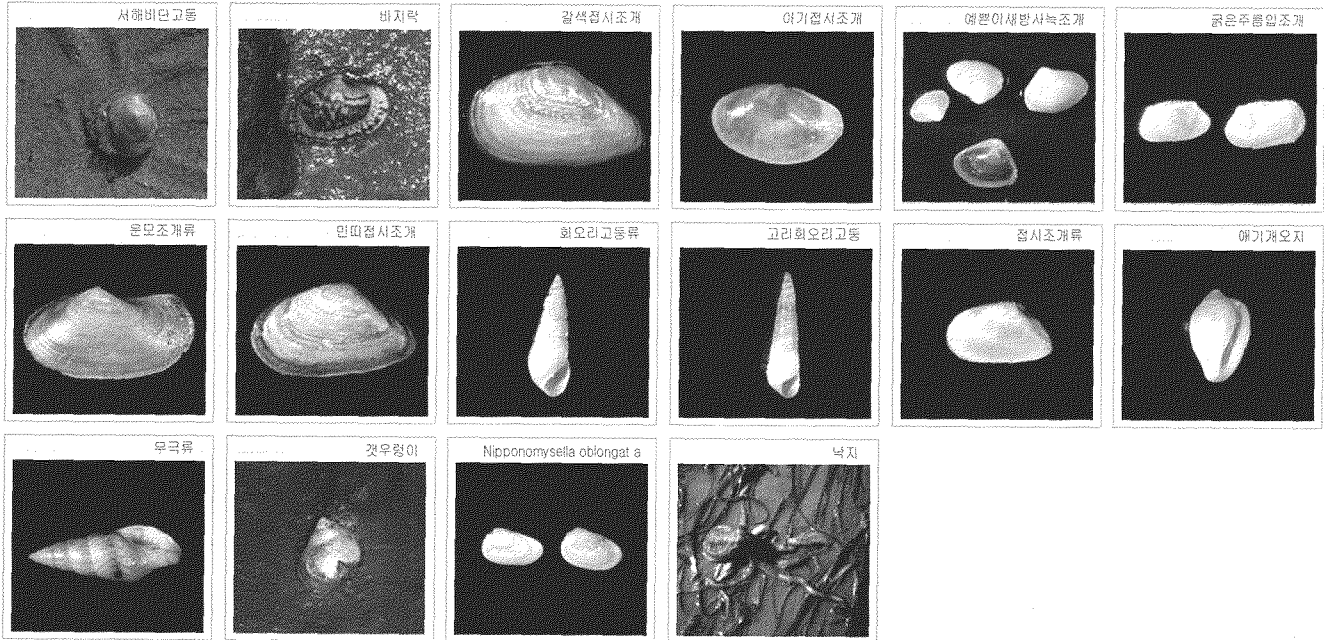 서해비단고둥
바지락
갈색접시조개
아기접시조개
예쁜이새밤사늑조개
굵은주름입조개
운모조개류
민띠접시조개
회오리고둥류
고리회오리고둥
접시조개류
애기개오지
무륵류
갯우렁이
Nipponomysella oblongat a
낙지